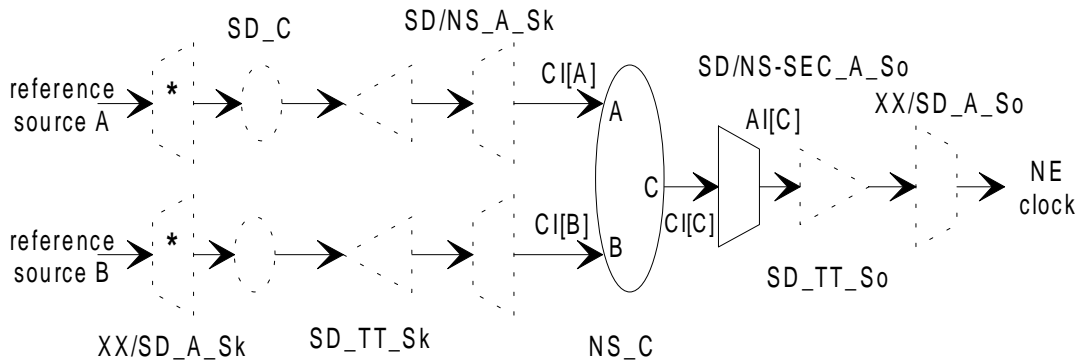 SD_C
SD/NS_A_Sk
SD/NS-SEC_A_So
XX/SD_A_So
reference
source A
*
CI[A]
A
AI[C]
C
CI[C]
NE
clock
reference
source B
*
CI[B]
B
SD_TT_So
XX/SD_A_Sk
SD_TT_Sk
NS_C